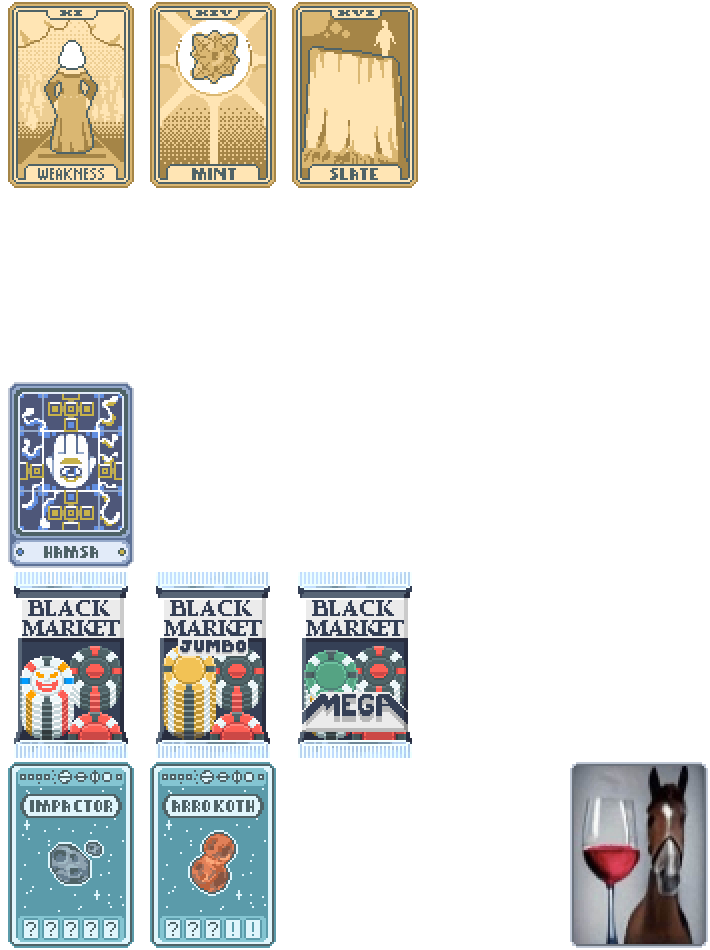 XI
XIV
XVI
WEAKNESS
MINT
SLATE
HAMSA
BLACK
MARKET
BLACK
MARKET
JUMBO
BLACK
MARKET
MEGA
IMPACTOR
ARROKOTH
? ? ? ? ?
? ? ? ! !